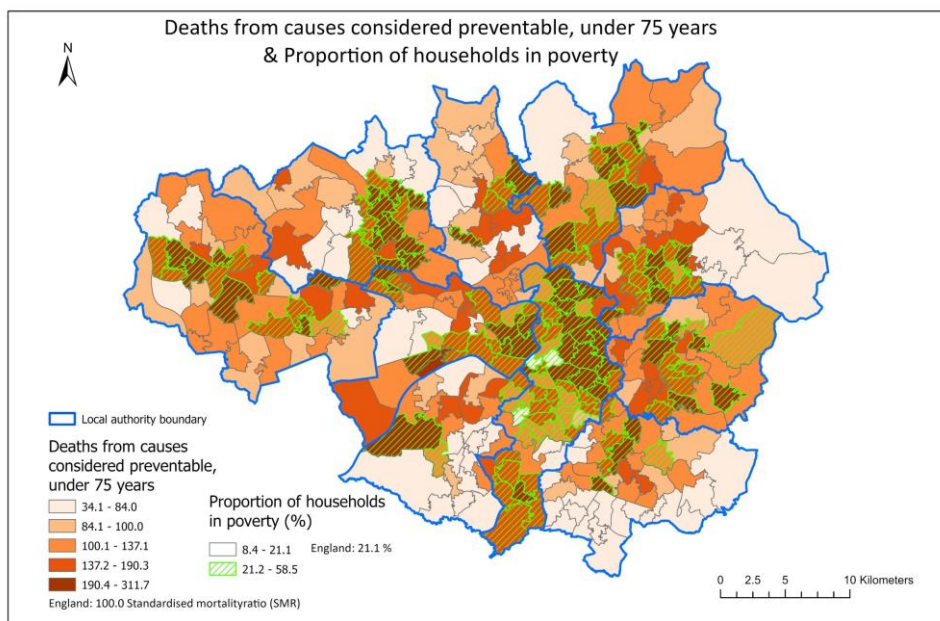 Deaths from causes considered preventable, under 75 years
& Proportion of households in poverty
N
Local authority boundary
Deaths from causes
considered preventable,
under 75 years
34.1 - 84.0
84.1 - 100.0
100.1 - 137.1
137.2 - 190.3
190.4 - 311.7
England: 100.0 Standardised mortalityratio (SMR)
Proportion of households
in poverty (%)
8.4 - 21.1 England: 21.1 %
21.2 - 58.5
0 2.5 5 10 Kilometers